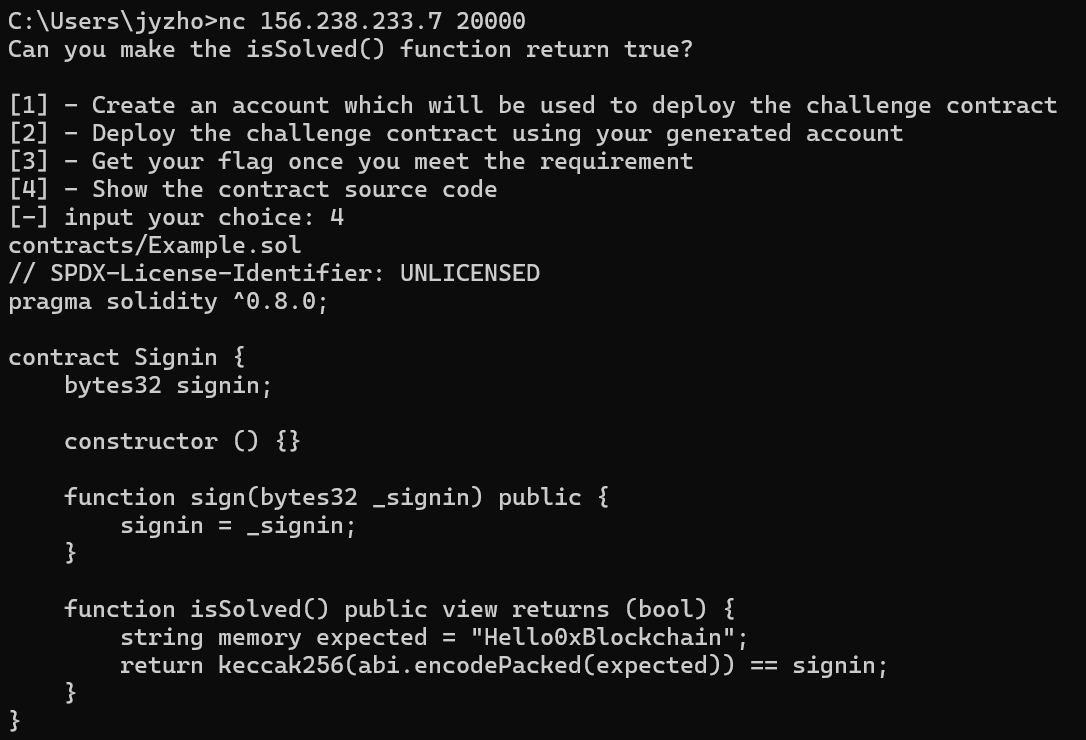 C:\Users\jyzho>nc 156.238.233.7 20000
Can you make the isSolved() function return true?

[1] - Create an account which will be used to deploy the challenge contract
[2] - Deploy the challenge contract using your generated account
[3] - Get your flag once you meet the requirement
[4] - Show the contract source code
[-] input your choice: 4
contracts/Example.sol
// SPDX-License-Identifier: UNLICENSED
pragma solidity ^0.8.0;

contract Signin {
    bytes32 signin;

    constructor () {}

    function sign(bytes32 _signin) public {
        signin = _signin;
    }

    function isSolved() public view returns (bool) {
        string memory expected = "Hello0xBlockchain";
        return keccak256(abi.encodePacked(expected)) == signin;
    }
}